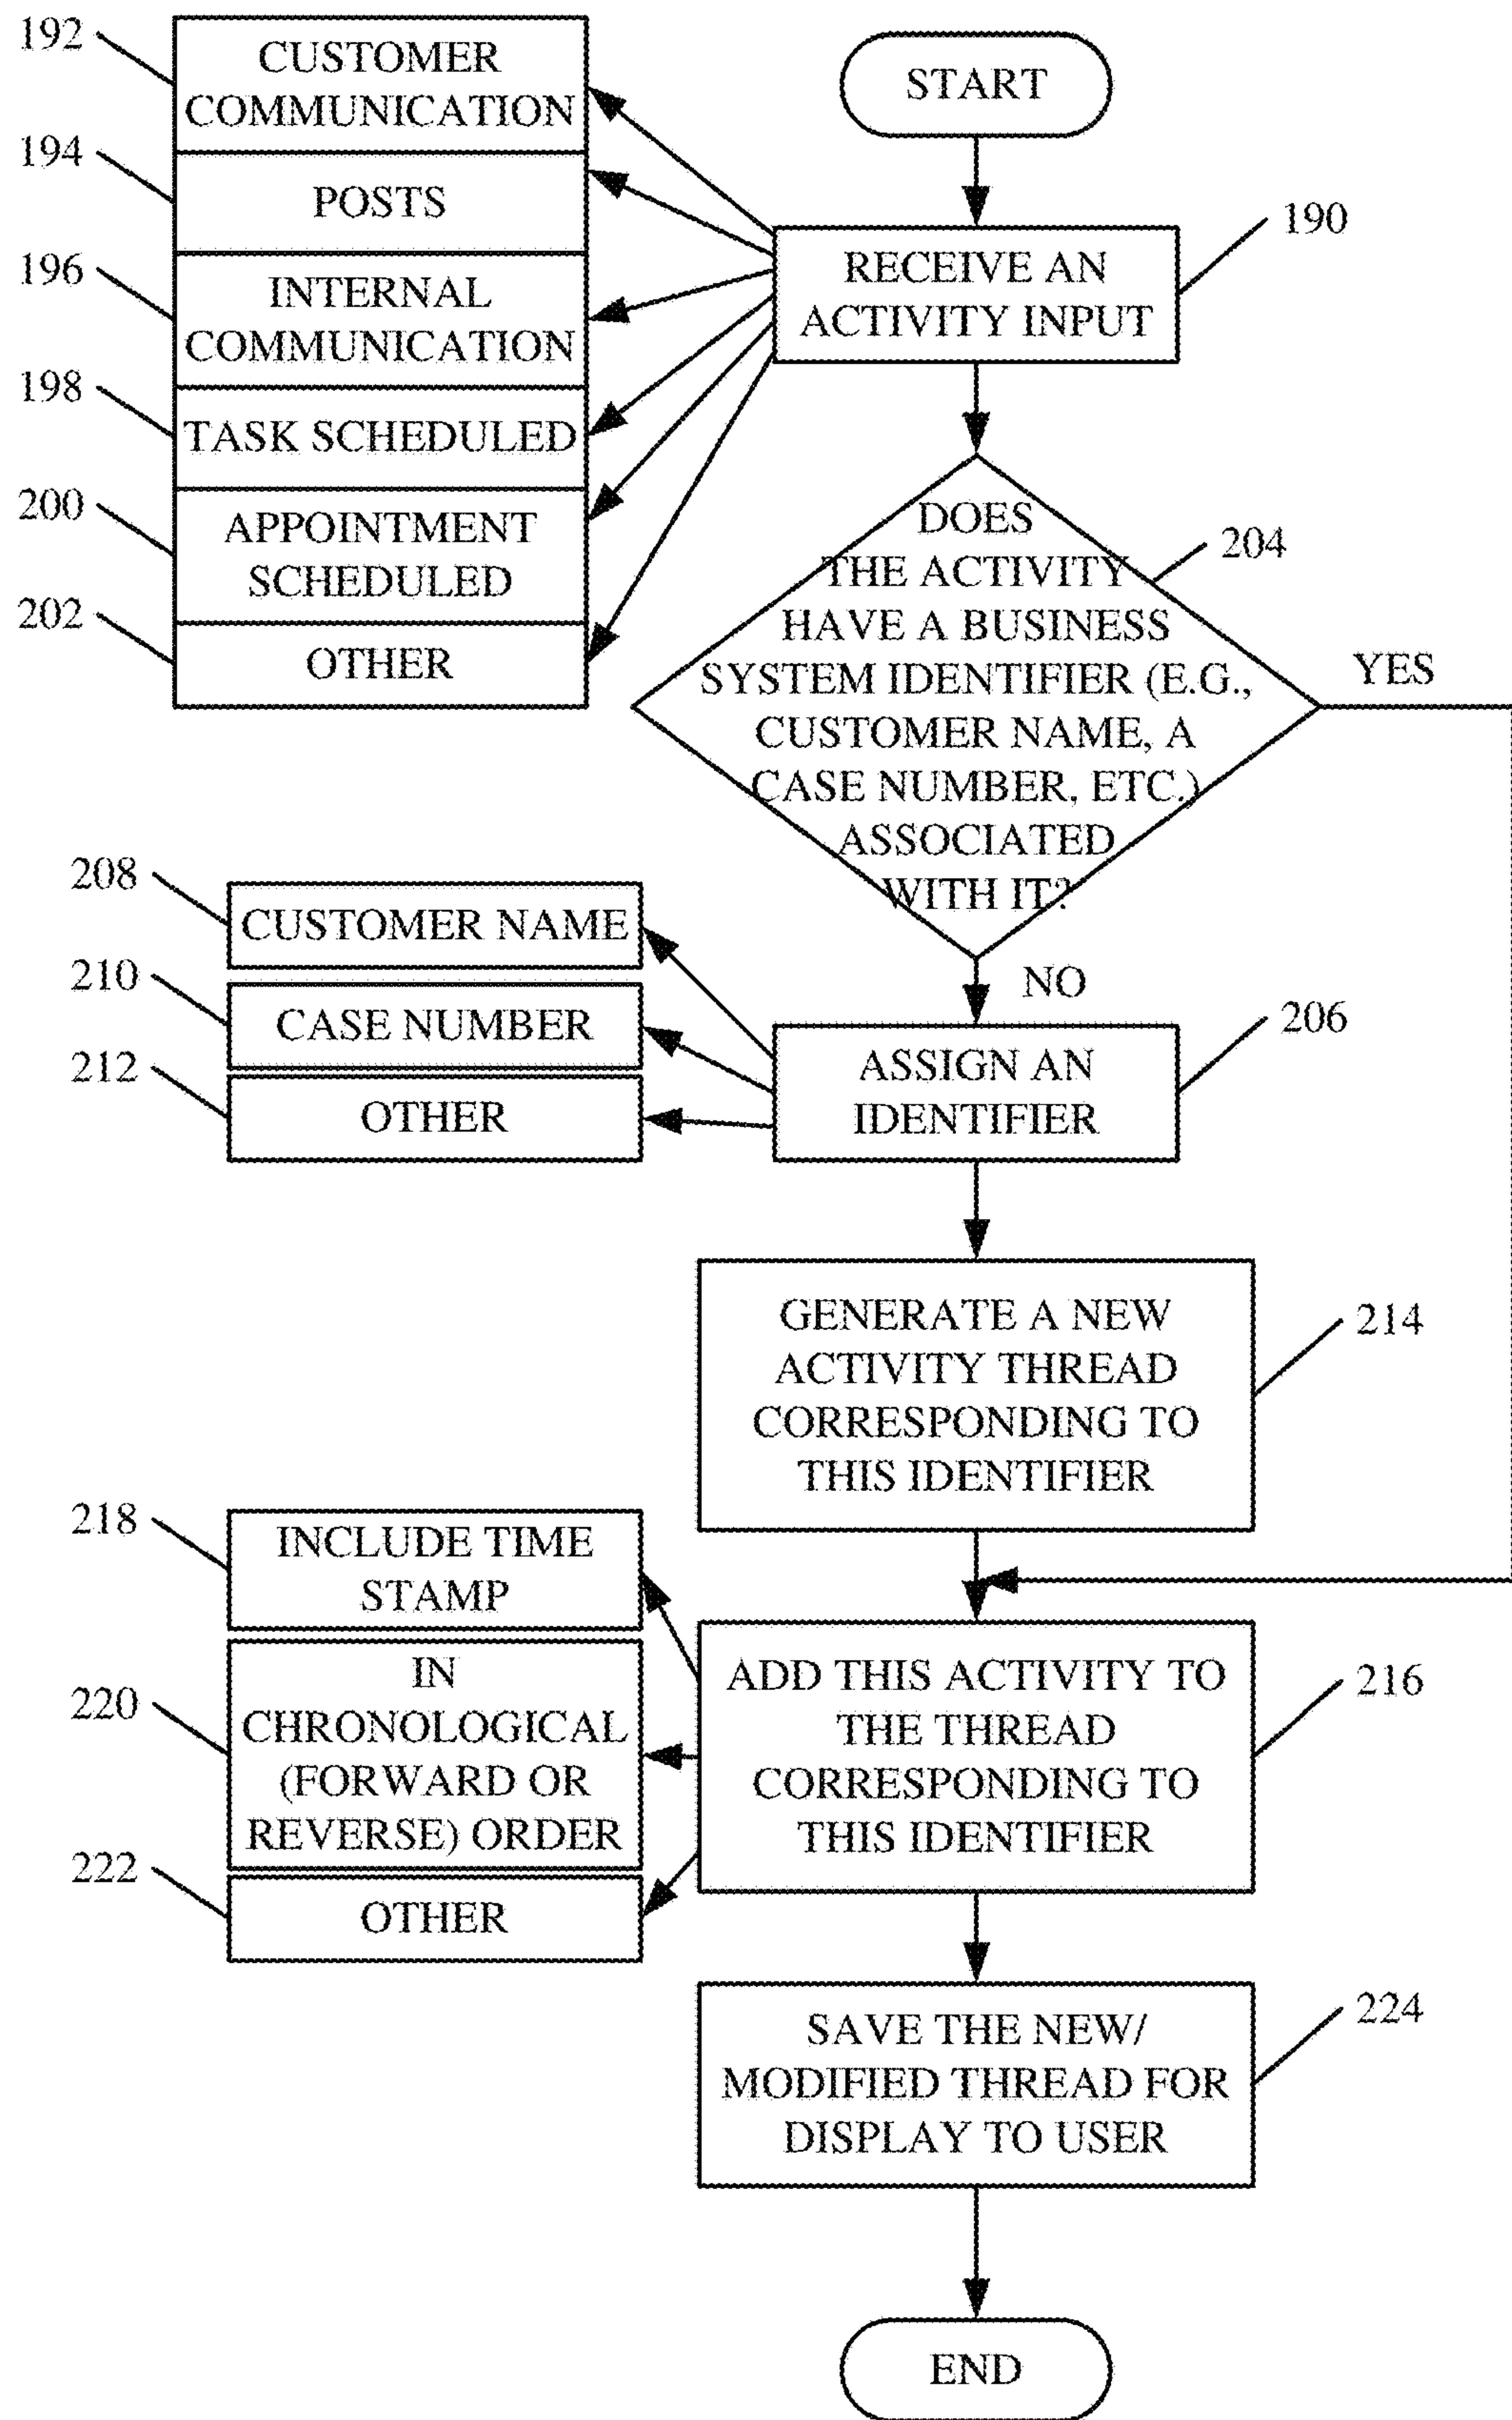 192
CUSTOMER
COMMUNICATION
194
POSTS
196
INTERNAL
COMMUNICATION
198
TASK SCHEDULED
200
APPOINTMENT
SCHEDULED
202
OTHER
START
RECEIVE AN
ACTIVITY INPUT
190
DOES
THE ACTIVITY
HAVE A BUSINESS
SYSTEM IDENTIFIER (E.G.,
CUSTOMER NAME, A
CASE NUMBER, ETC.)
ASSOCIATED
WITH IT?
204
YES
NO
208
CUSTOMER NAME
210
CASE NUMBER
212
OTHER
ASSIGN AN
IDENTIFIER
206
GENERATE A NEW
ACTIVITY THREAD
CORRESPONDING TO
THIS IDENTIFIER
214
218
INCLUDE TIME
STAMP
220
IN
CHRONOLOGICAL
(FORWARD OR
REVERSE) ORDER
222
OTHER
ADD THIS ACTIVITY TO
THE THREAD
CORRESPONDING TO
THIS IDENTIFIER
216
SAVE THE NEW/
MODIFIED THREAD FOR
DISPLAY TO USER
224
END